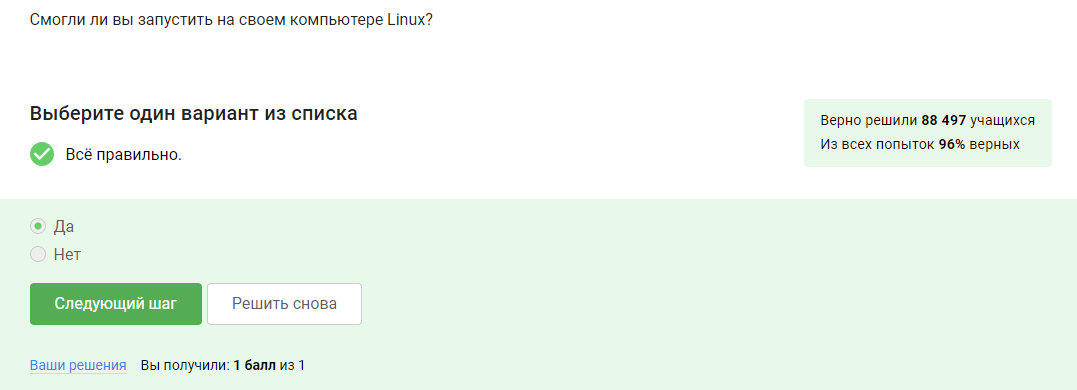 Смогли ли вы запустить на своем компьютере Linux?
Выберите один вариант из списка
Всё правильно.
Верно решили 88 497 учащихся
Из всех попыток 96% верных
Да
Нет
Следующий шаг
Решить снова
Ваши решения Вы получили: 1 балл из 1